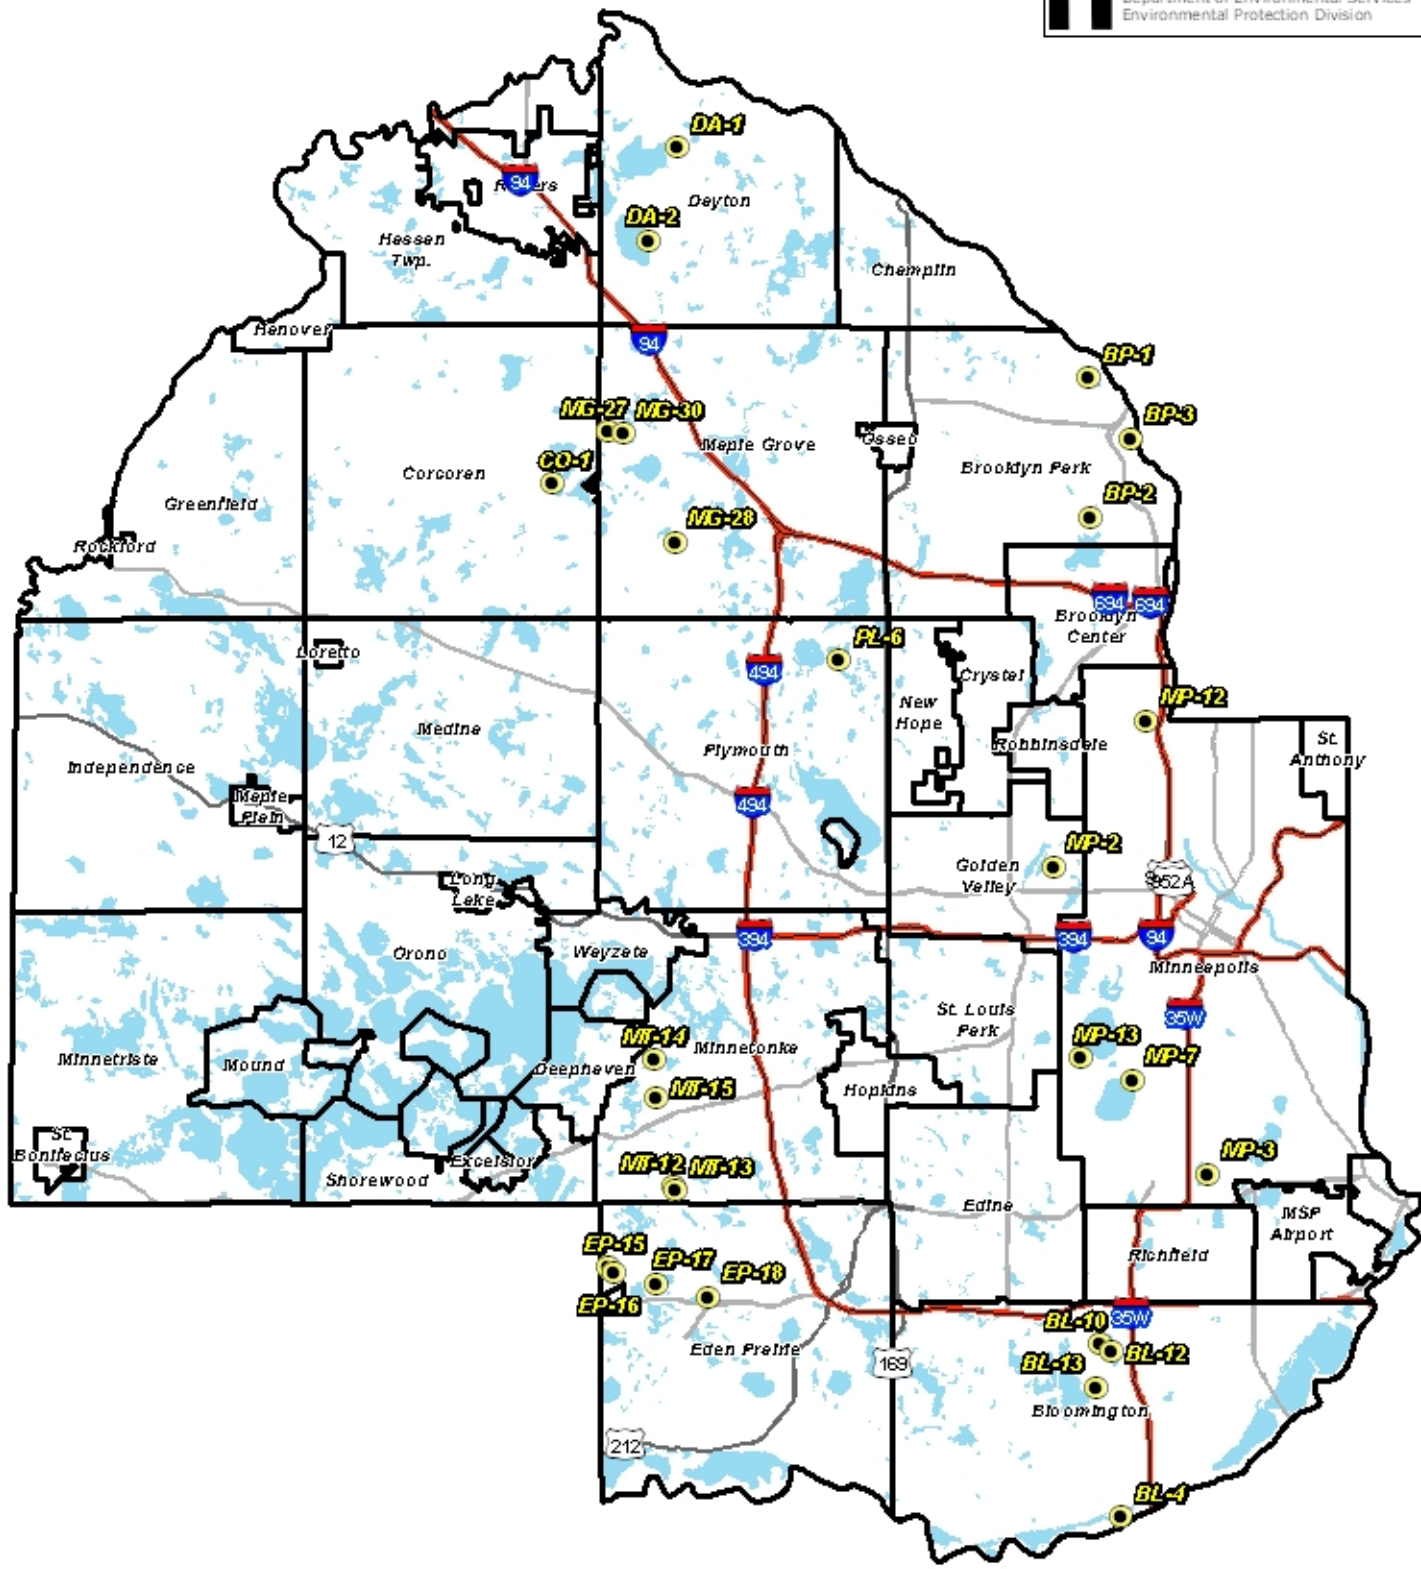 Department of Environmental Services
Environmental Protection Division
DA-1
94
Dayton
DA-2
Hassan
Twp.
Champlin
Hanover
94
BP-1
MG-27
MG-30
BP-3
Maple Grove
Osseo
CO-1
Corcoran
Brooklyn Park
Greenfield
BP-2
MG-28
Rockford
694
694
Brooklyn
Center
PL-6
Loretto
494
Crystal
MP-12
New
Hope
Medina
Plymouth
Robbinsdale
St.
Anthony
Independence
Maple
Plain
494
12
MP-2
Golden
Valley
Long
Lake
952A
394
394
94
Orono
Wayzata
Minneapolis
St. Louis
Park
35W
MT-14
Minnetonka
MP-13
Minnetrista
Mound
Deephaven
MP-7
MT-15
Hopkins
St.
Bonifacius
Excelsior
MT-12
MT-13
MP-3
Shorewood
Edina
MSP
Airport
EP-15
Richfield
EP-17
EP-18
EP-16
35W
BL-10
Eden Prairie
169
BL-12
BL-13
Bloomington
212
BL-4